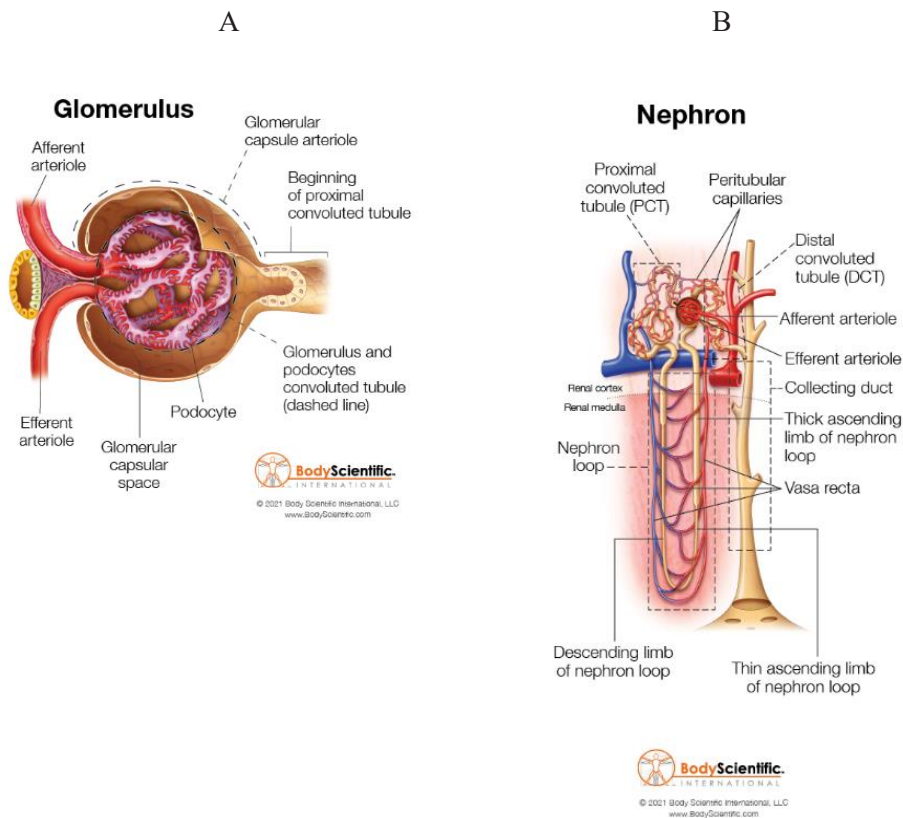 A
B
Glomerulus
Afferent
arteriole
Glomerular
capsule arteriole
Beginning
of proximal
convoluted tubule
Glomerulus and
podocytes
convoluted tubule
(dashed line)
Podocyte
Efferent
arteriole
Glomerular
capsular
space
BodyScientific
INTERNATIONAL
© 2021 Body Scientific International, LLC
www.BodyScientific.com
Nephron
Proximal
convoluted
tubule (PCT)
Peritubular
capillaries
Distal
convoluted
tubule (DCT)
Afferent arteriole
Efferent arteriole
Collecting duct
Renal cortex
Renal medulla
Thick ascending
limb of nephron
loop
Nephron
loop
Vasa recta
Descending limb
of nephron loop
Thin ascending limb
of nephron loop
BodyScientific
INTERNATIONAL
© 2021 Body Scientific International, LLC
www.BodyScientific.com